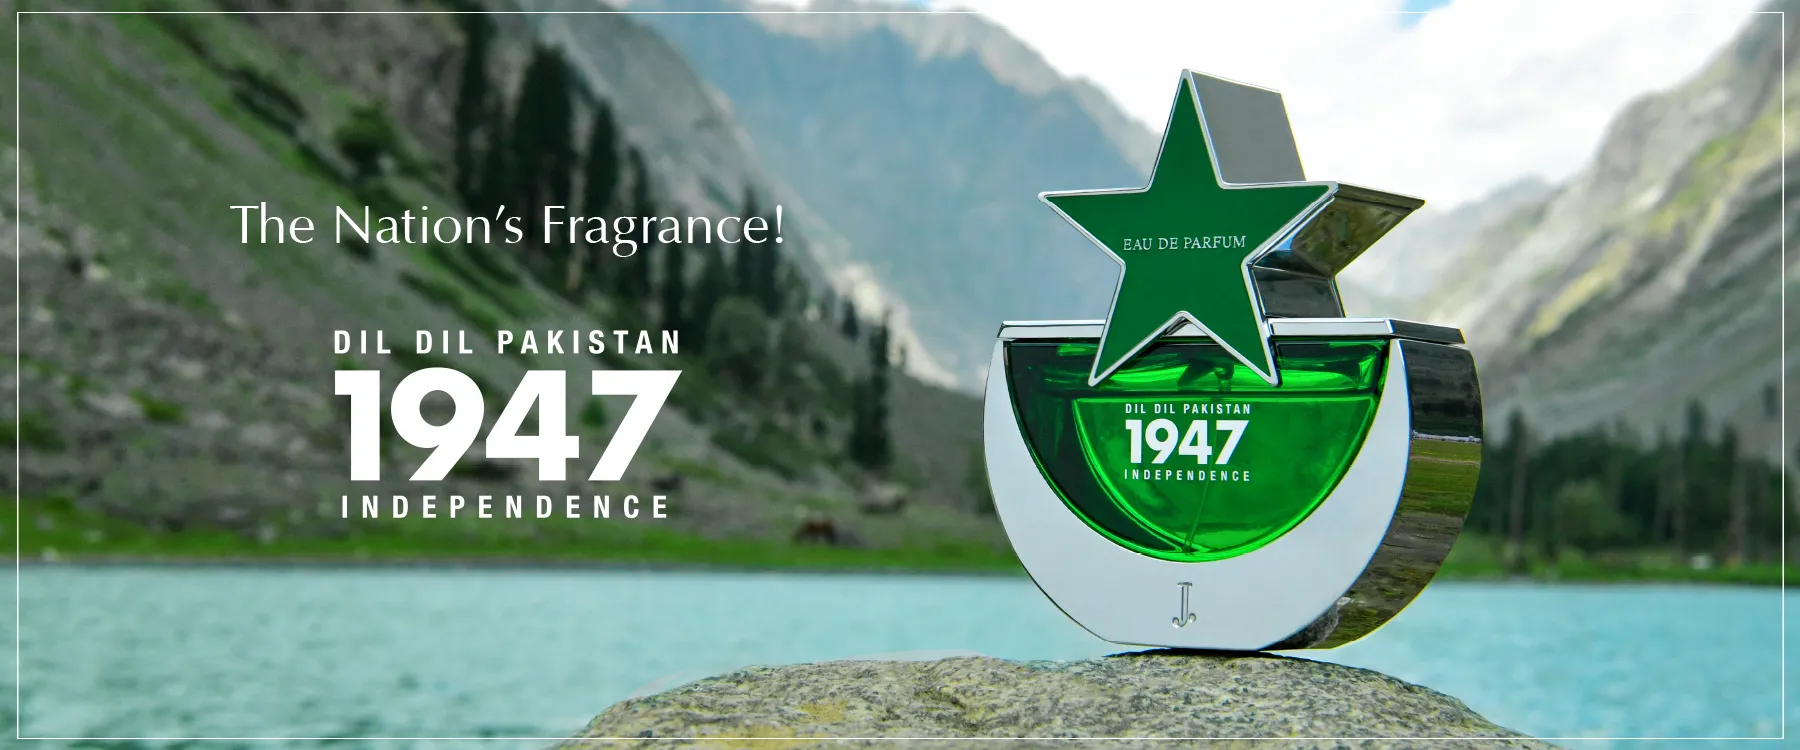 The Nation's Fragrance!
DIL DIL PAKISTAN
1947
INDEPENDENCE
EAU DE PARFUM
DIL DIL PAKISTAN
1947
INDEPENDENCE
J.